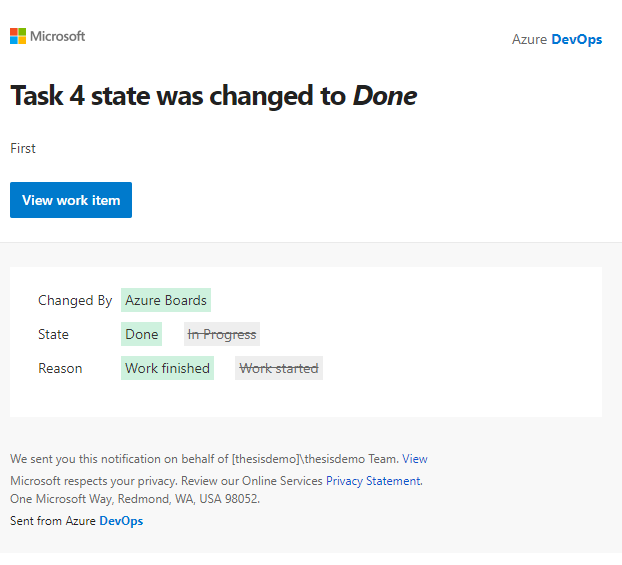 Microsoft
Azure DevOps
Task 4 state was changed to Done
First
View work item
Changed By Azure Boards
State Done In Progress
Reason Work finished Work started
We sent you this notification on behalf of [thesisdemo]\thesisdemo Team. View
Microsoft respects your privacy. Review our Online Services Privacy Statement.
One Microsoft Way, Redmond, WA, USA 98052.
Sent from Azure DevOps